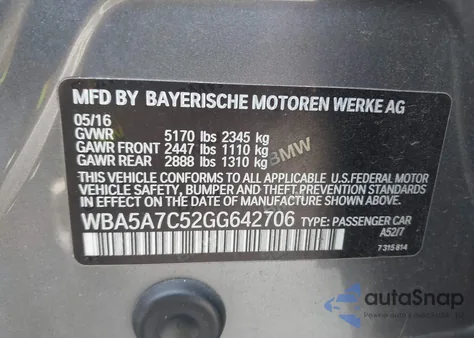 MFD BY BAYERISCHE MOTOREN WERKE AG
05/16
GVWR 5170 lbs 2345 kg
GAWR FRONT 2447 lbs 1110 kg
GAWR REAR 2888 lbs 1310 kg
BMW
THIS VEHICLE CONFORMS TO ALL APPLICABLE U.S.FEDERAL MOTOR
VEHICLE SAFETY, BUMPER AND THEFT PREVENTION STANDARDS IN
EFFECT ON THE DATE OF MANUFACTURE SHOWN ABOVE.
WBA5A7C52GG642706 TYPE: PASSENGER CAR
A52/7
7315814
autoSnap